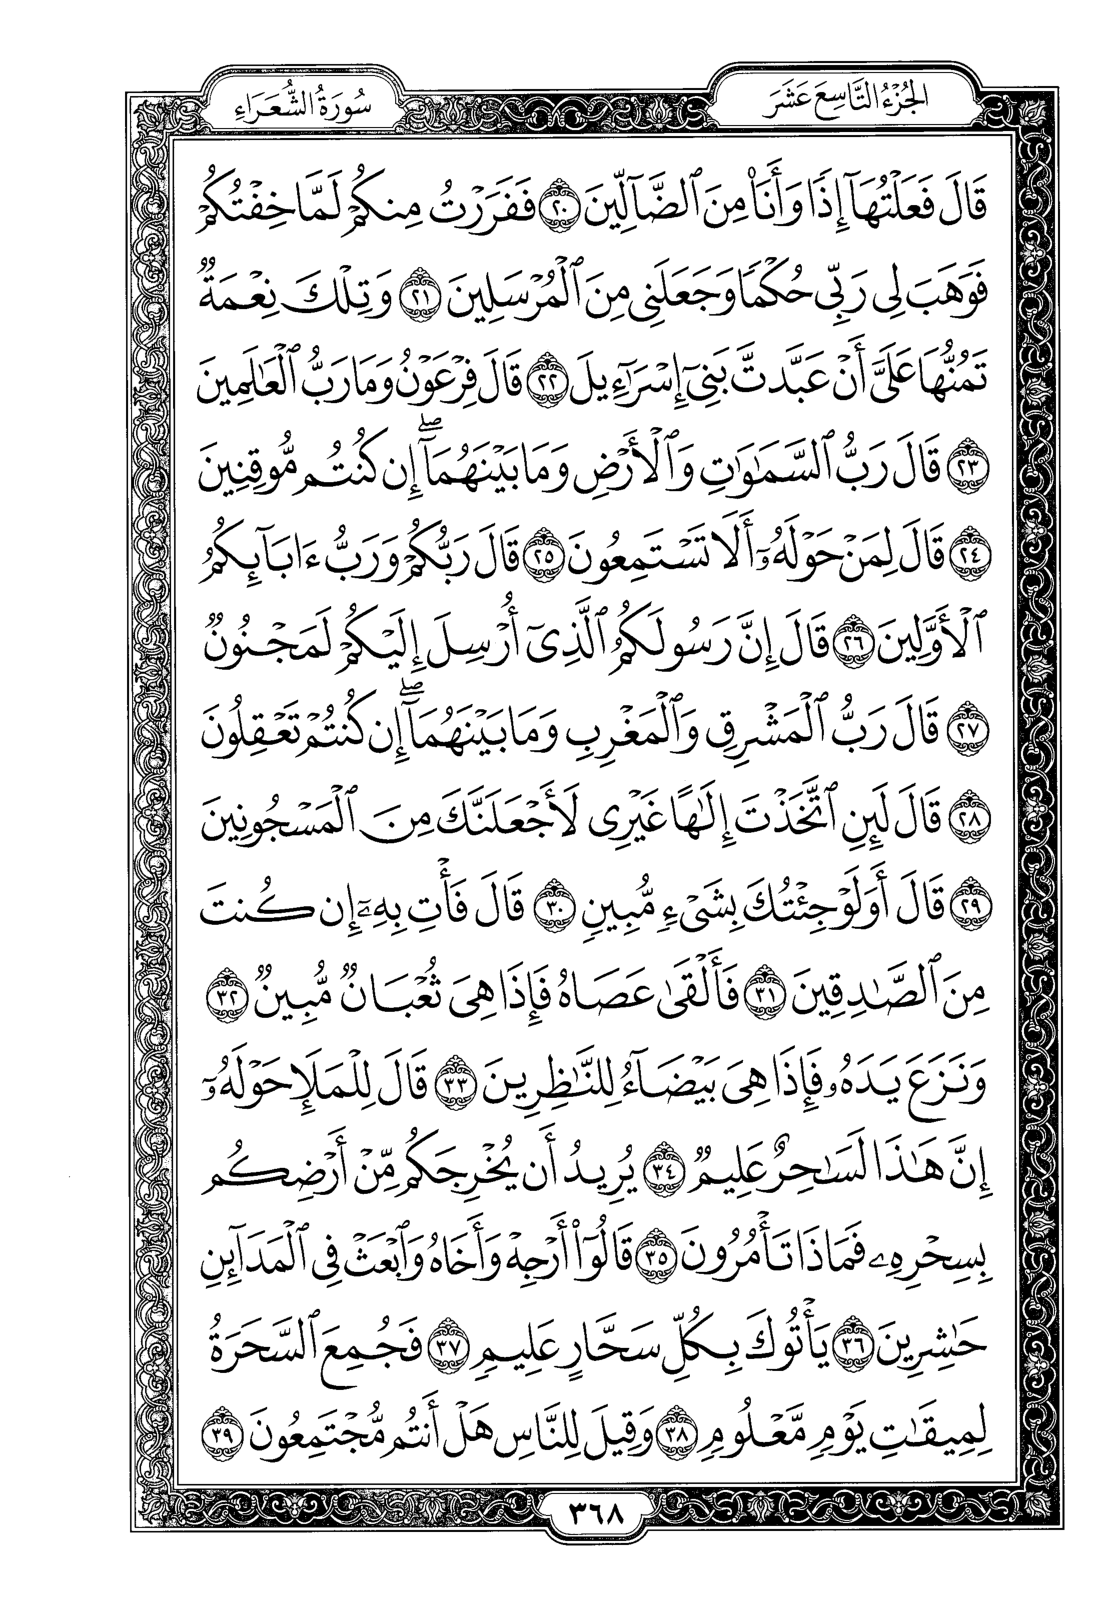 الجُزْءُ التَّاسِعَ عَشَرَ
سُورَةُ الشُّعَرَاءِ
قَالَ فَعَلْتُهَآ إِذًا وَأَنَا۠ مِنَ ٱلضَّآلِّينَ ٢٠ فَفَرَرْتُ مِنكُمْ لَمَّا خِفْتُكُمْ
فَوَهَبَ لِى رَبِّى حُكْمًا وَجَعَلَنِى مِنَ ٱلْمُرْسَلِينَ ٢١ وَتِلْكَ نِعْمَةٌ
تَمُنُّهَا عَلَىَّ أَنْ عَبَّدتَّ بَنِىٓ إِسْرَٰٓءِيلَ ٢٢ قَالَ فِرْعَوْنُ وَمَا رَبُّ ٱلْعَٰلَمِينَ
٢٣ قَالَ رَبُّ ٱلسَّمَٰوَٰتِ وَٱلْأَرْضِ وَمَا بَيْنَهُمَآ ۖ إِن كُنتُم مُّوقِنِينَ
٢٤ قَالَ لِمَنْ حَوْلَهُۥٓ أَلَا تَسْتَمِعُونَ ٢٥ قَالَ رَبُّكُمْ وَرَبُّ ءَابَآئِكُمُ
ٱلْأَوَّلِينَ ٢٦ قَالَ إِنَّ رَسُولَكُمُ ٱلَّذِىٓ أُرْسِلَ إِلَيْكُمْ لَمَجْنُونٌ
٢٧ قَالَ رَبُّ ٱلْمَشْرِقِ وَٱلْمَغْرِبِ وَمَا بَيْنَهُمَآ ۖ إِن كُنتُمْ تَعْقِلُونَ
٢٨ قَالَ لَئِنِ ٱتَّخَذْتَ إِلَٰهًا غَيْرِى لَأَجْعَلَنَّكَ مِنَ ٱلْمَسْجُونِينَ
٢٩ قَالَ أَوَلَوْ جِئْتُكَ بِشَىْءٍ مُّبِينٍ ٣٠ قَالَ فَأْتِ بِهِۦٓ إِن كُنتَ
مِنَ ٱلصَّٰدِقِينَ ٣١ فَأَلْقَىٰ عَصَاهُ فَإِذَا هِىَ ثُعْبَانٌ مُّبِينٌ ٣٢
وَنَزَعَ يَدَهُۥ فَإِذَا هِىَ بَيْضَآءُ لِلنَّٰظِرِينَ ٣٣ قَالَ لِلْمَلَإِ حَوْلَهُۥٓ
إِنَّ هَٰذَا لَسَٰحِرٌ عَلِيمٌ ٣٤ يُرِيدُ أَن يُخْرِجَكُم مِّنْ أَرْضِكُم
بِسِحْرِهِۦ فَمَاذَا تَأْمُرُونَ ٣٥ قَالُوٓا۟ أَرْجِهْ وَأَخَاهُ وَٱبْعَثْ فِى ٱلْمَدَآئِنِ
حَٰشِرِينَ ٣٦ يَأْتُوكَ بِكُلِّ سَحَّارٍ عَلِيمٍ ٣٧ فَجُمِعَ ٱلسَّحَرَةُ
لِمِيقَٰتِ يَوْمٍ مَّعْلُومٍ ٣٨ وَقِيلَ لِلنَّاسِ هَلْ أَنتُم مُّجْتَمِعُونَ ٣٩
٣٦٨